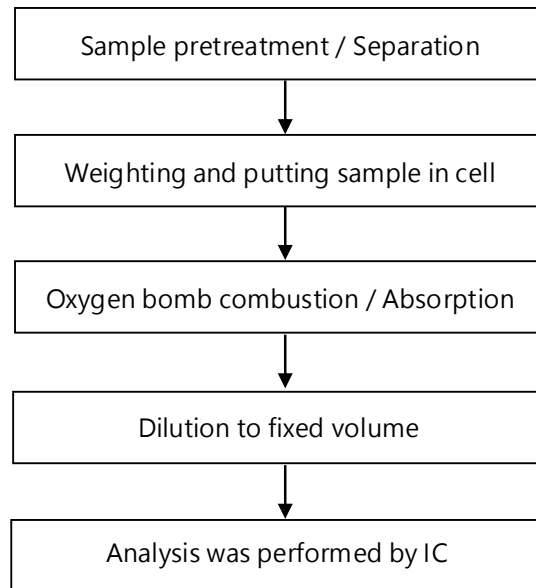 Sample pretreatment / Separation
Weighting and putting sample in cell
Oxygen bomb combustion / Absorption
Dilution to fixed volume
Analysis was performed by IC